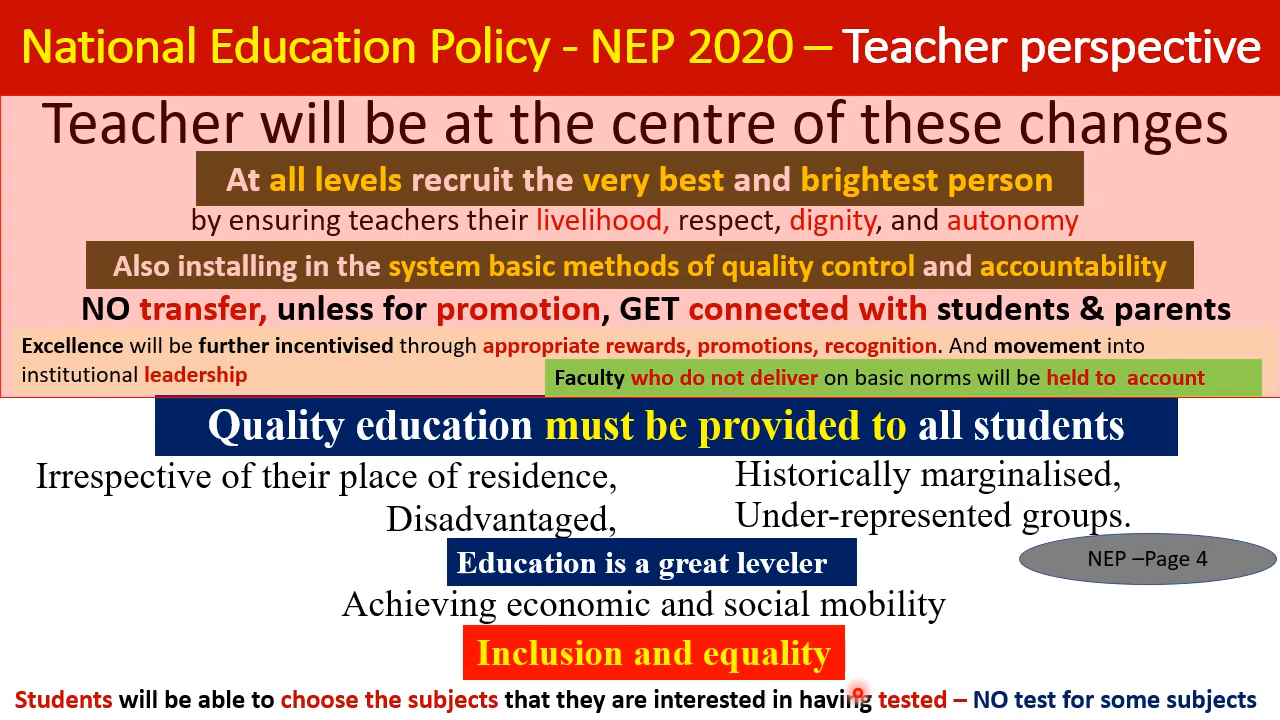 National Education Policy - NEP 2020 – Teacher perspective
Teacher will be at the centre of these changes
At all levels recruit the very best and brightest person
by ensuring teachers their livelihood, respect, dignity, and autonomy
Also installing in the system basic methods of quality control and accountability
NO transfer, unless for promotion, GET connected with students & parents
Excellence will be further incentivised through appropriate rewards, promotions, recognition. And movement into
institutional leadership
Faculty who do not deliver on basic norms will be held to  account
Quality education must be provided to all students
Irrespective of their place of residence,
Disadvantaged,
Historically marginalised,
Under-represented groups.
Education is a great leveler
NEP –Page 4
Achieving economic and social mobility
Inclusion and equality
Students will be able to choose the subjects that they are interested in having tested – NO test for some subjects